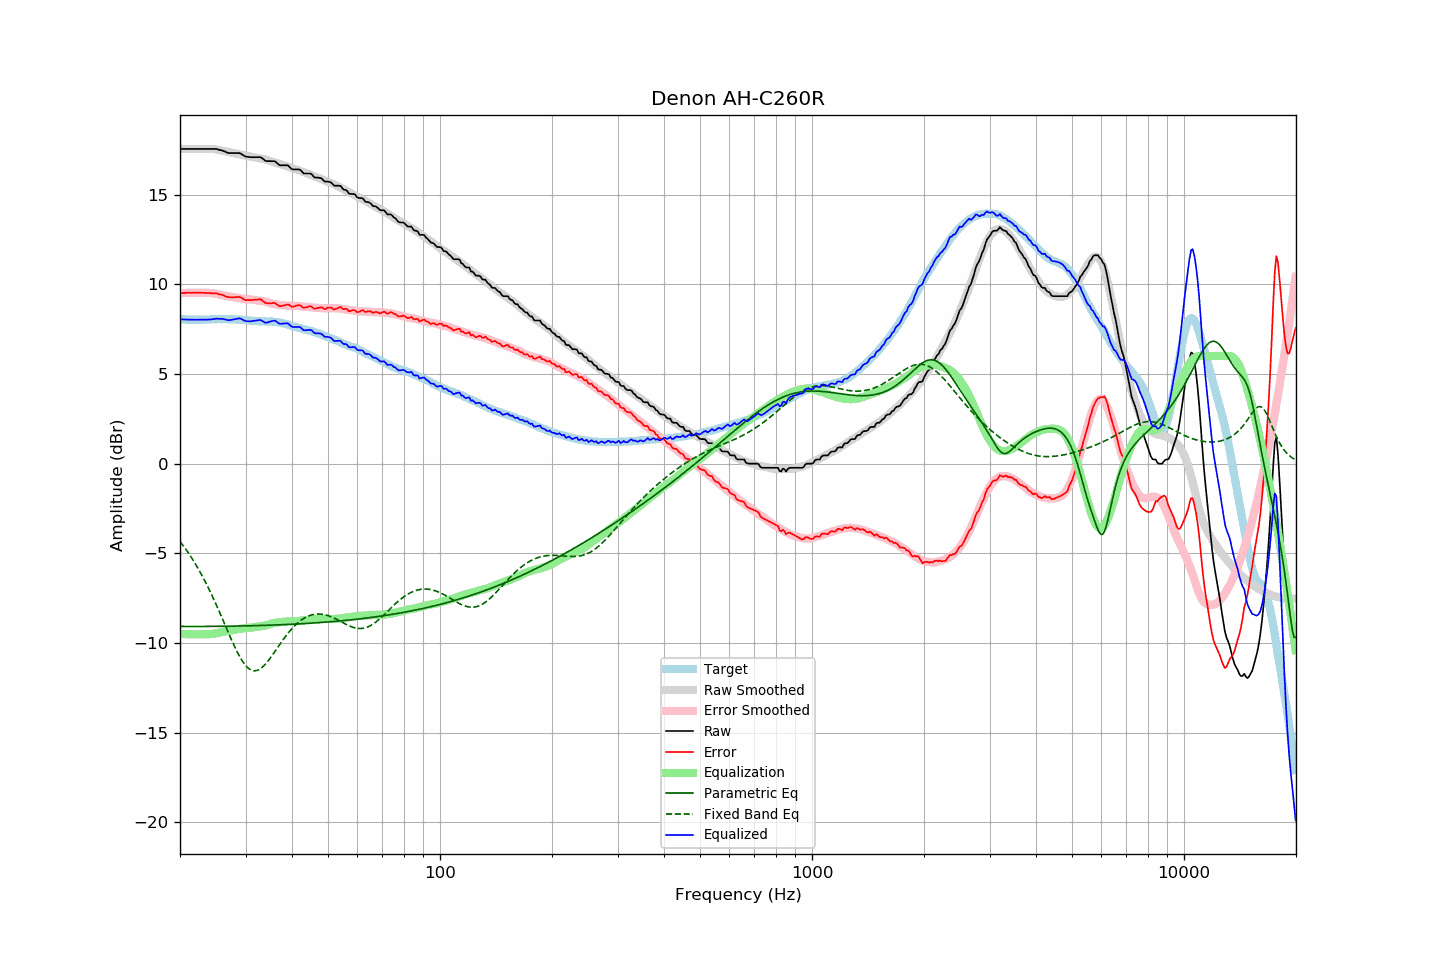 Denon AH-C260R
Amplitude (dBr)
15
10
5
0
−5
−10
−15
−20
Target
Raw Smoothed
Error Smoothed
Raw
Error
Equalization
Parametric Eq
Fixed Band Eq
Equalized
100
1000
10000
Frequency (Hz)